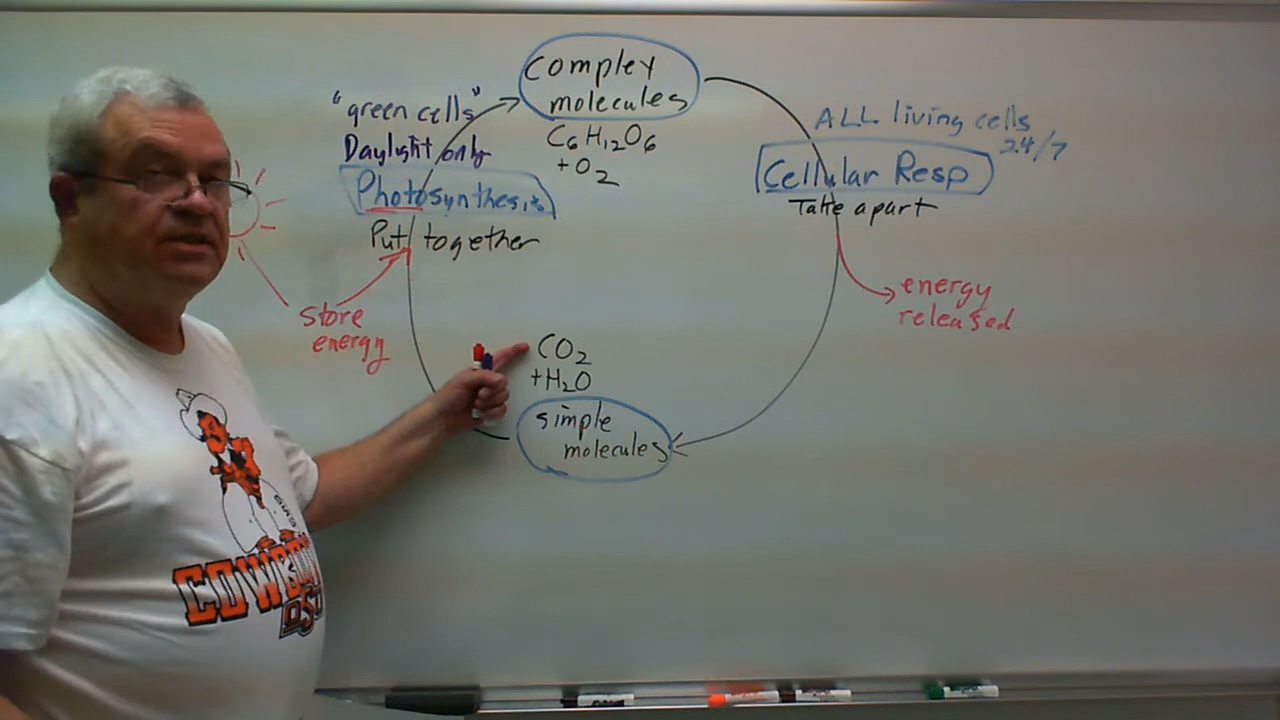 Complex
molecules
C6H12O6
+ O2
"green cells"
Daylight only
Photosynthesis
Put together
store
energy
ALL living cells
24/7
Cellular Resp
Take apart
energy
released
CO2
+H2O
simple
molecules
COWBOYS
OSU